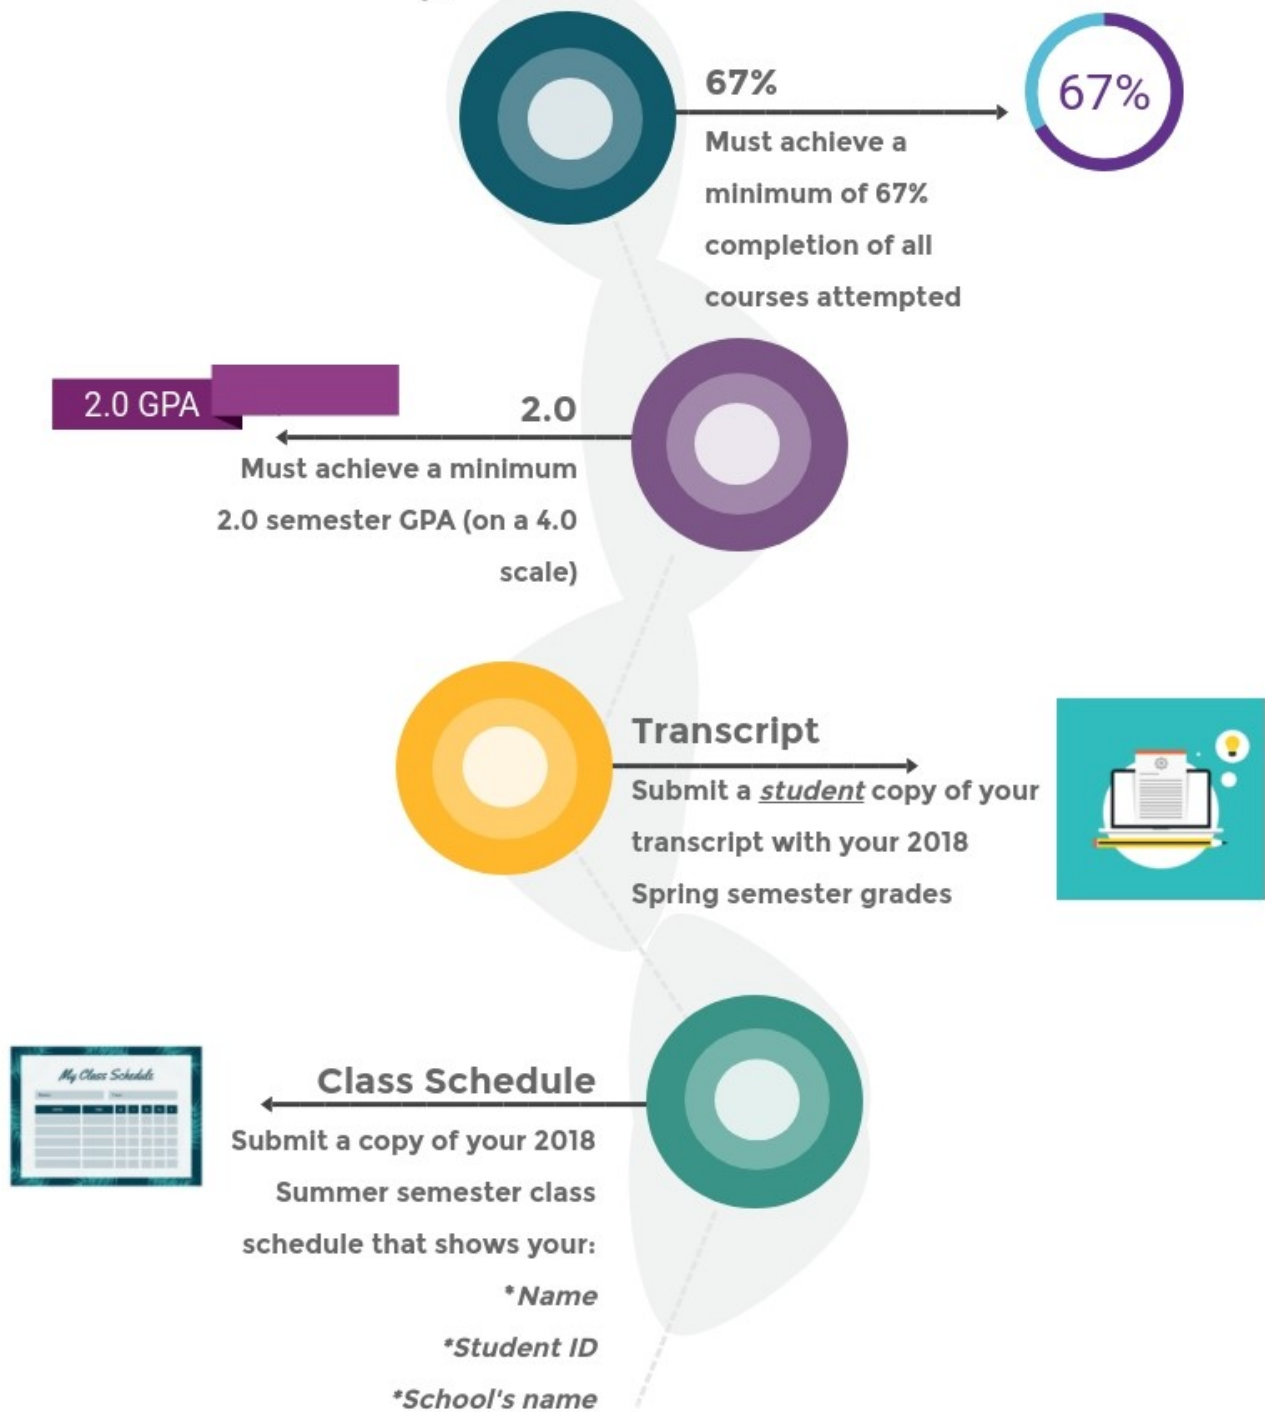 67%
67%
Must achieve a
minimum of 67%
completion of all
courses attempted
2.0 GPA
2.0
Must achieve a minimum
2.0 semester GPA (on a 4.0
scale)
Transcript
Submit a student copy of your
transcript with your 2018
Spring semester grades
My Class Schedule
Class Schedule
Submit a copy of your 2018
Summer semester class
schedule that shows your:
*Name
*Student ID
*School's name